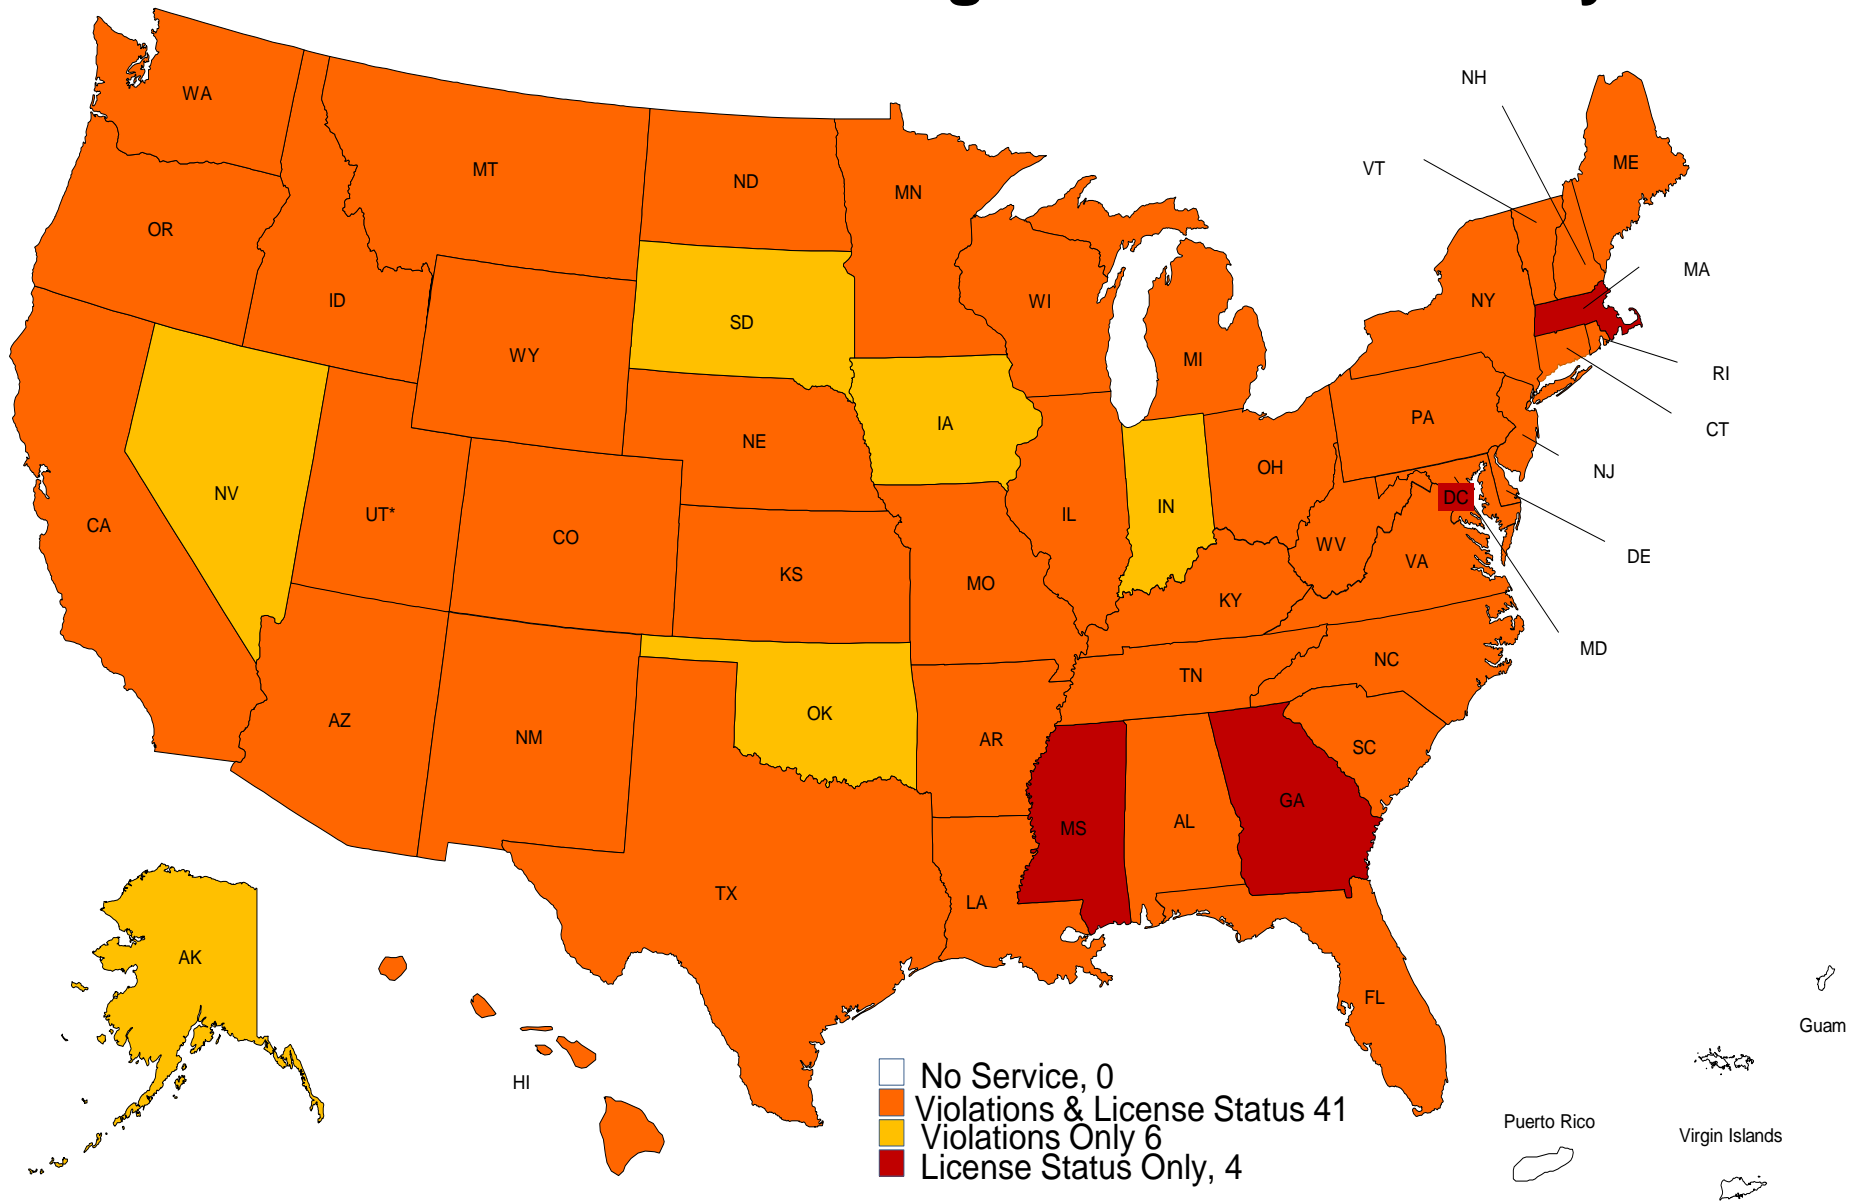 NH
WA
VT
ME
MT
ND
MN
OR
MA
ID
WI
NY
SD
WY
MI
RI
PA
IA
CT
NE
OH
NJ
NV
DC
IN
UT*
IL
CA
CO
WV
DE
VA
KS
MO
KY
MD
NC
TN
OK
AZ
NM
AR
SC
GA
AL
MS
TX
LA
AK
FL
Guam
HI
No Service, 0
Violations & License Status 41
Violations Only 6
License Status Only, 4
Puerto Rico
Virgin Islands